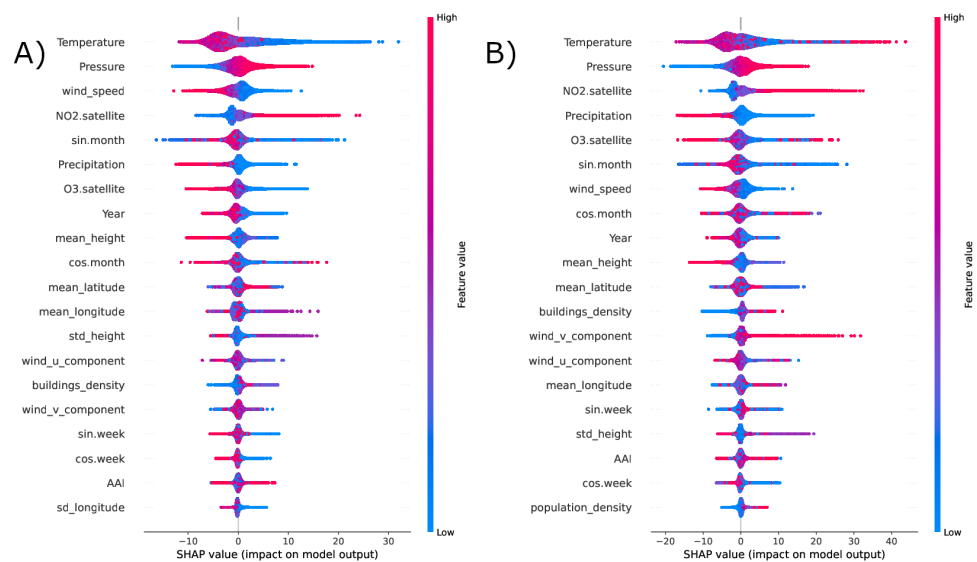 A)
High
Temperature
Pressure
wind_speed
NO2.satellite
sin.month
Precipitation
O3.satellite
Year
mean_height
cos.month
mean_latitude
mean_longitude
std_height
wind_u_component
buildings_density
wind_v_component
sin.week
cos.week
AAI
sd_longitude
Low
Feature value
−10 0 10 20 30
SHAP value (impact on model output)
B)
High
Temperature
Pressure
NO2.satellite
Precipitation
O3.satellite
sin.month
wind_speed
cos.month
Year
mean_height
mean_latitude
buildings_density
wind_v_component
wind_u_component
mean_longitude
sin.week
std_height
AAI
cos.week
population_density
Low
Feature value
−20 −10 0 10 20 30 40
SHAP value (impact on model output)